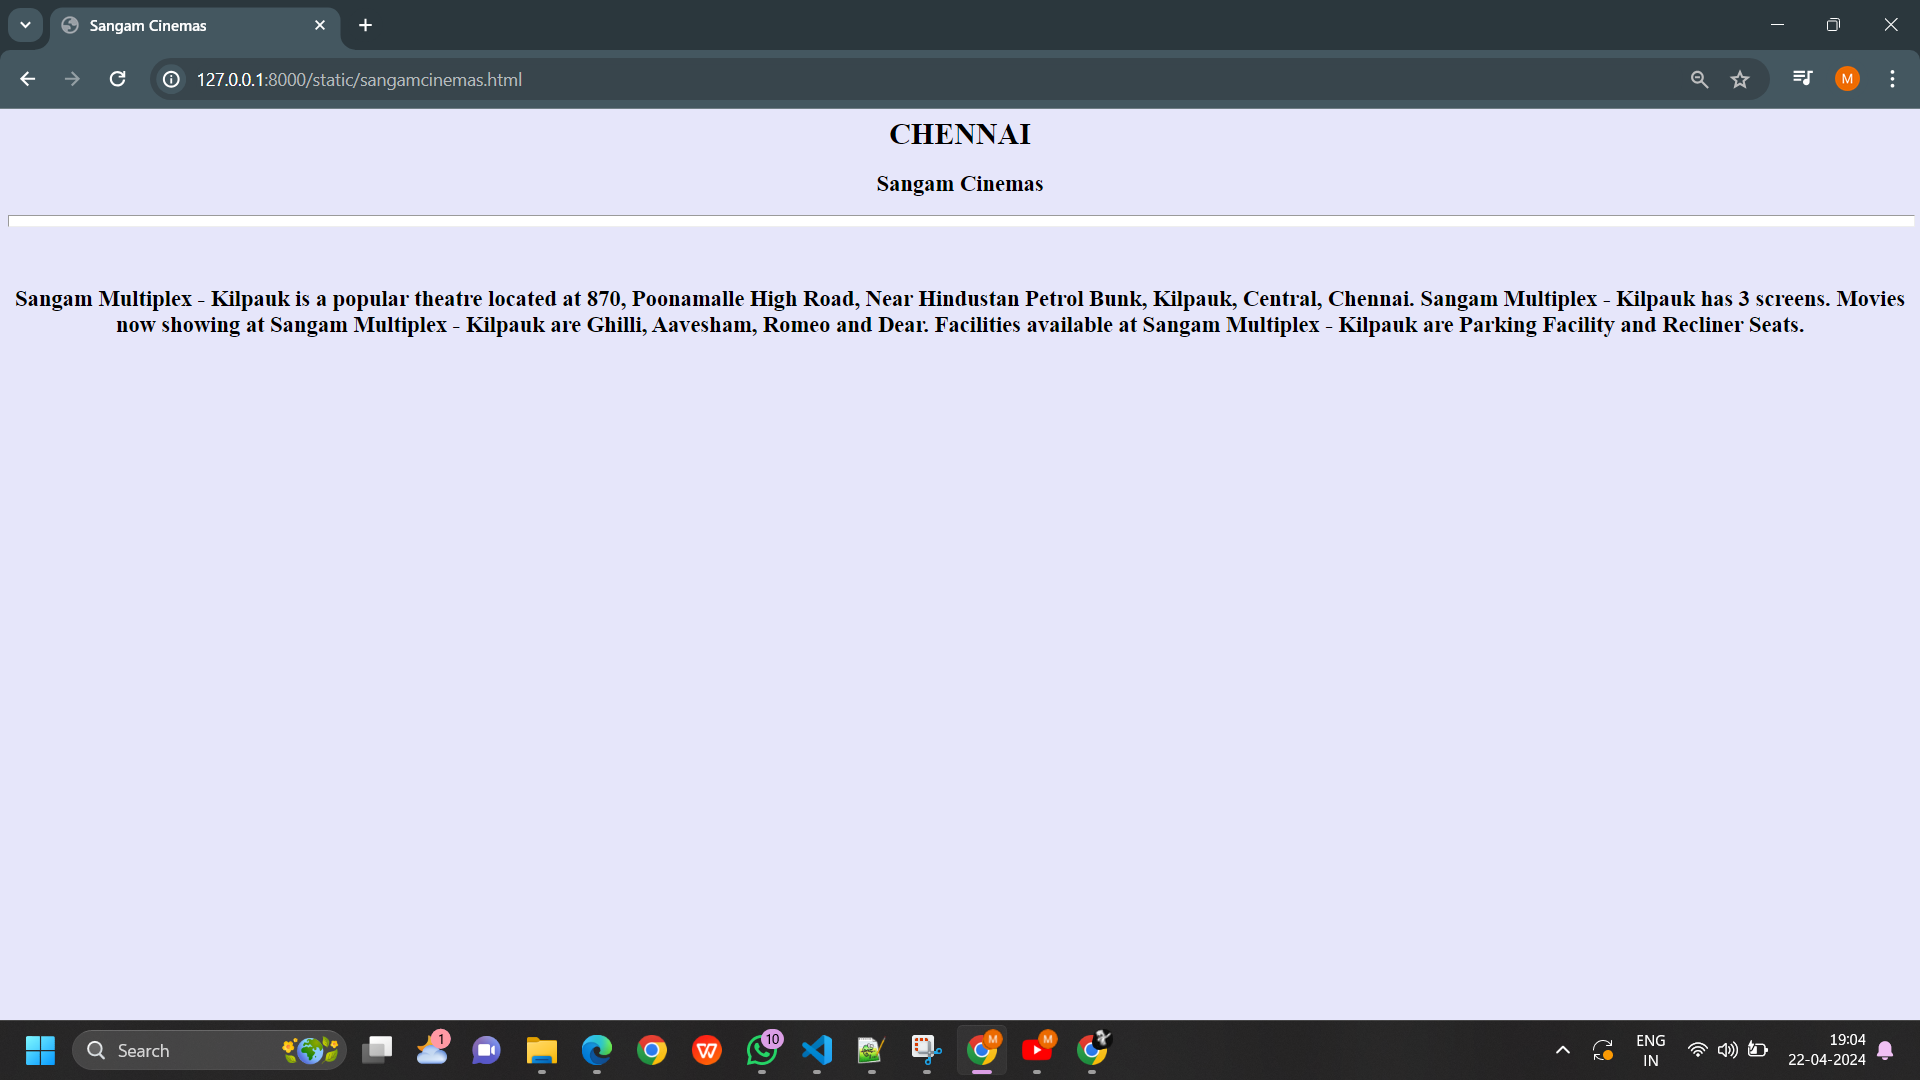 Sangam Cinemas
127.0.0.1:8000/static/sangamcinemas.html
M
CHENNAI
Sangam Cinemas
Sangam Multiplex - Kilpauk is a popular theatre located at 870, Poonamalle High Road, Near Hindustan Petrol Bunk, Kilpauk, Central, Chennai. Sangam Multiplex - Kilpauk has 3 screens. Movies
now showing at Sangam Multiplex - Kilpauk are Ghilli, Aavesham, Romeo and Dear. Facilities available at Sangam Multiplex - Kilpauk are Parking Facility and Recliner Seats.
Search
1
W
10
M
M
ENG
IN
19:04
22-04-2024